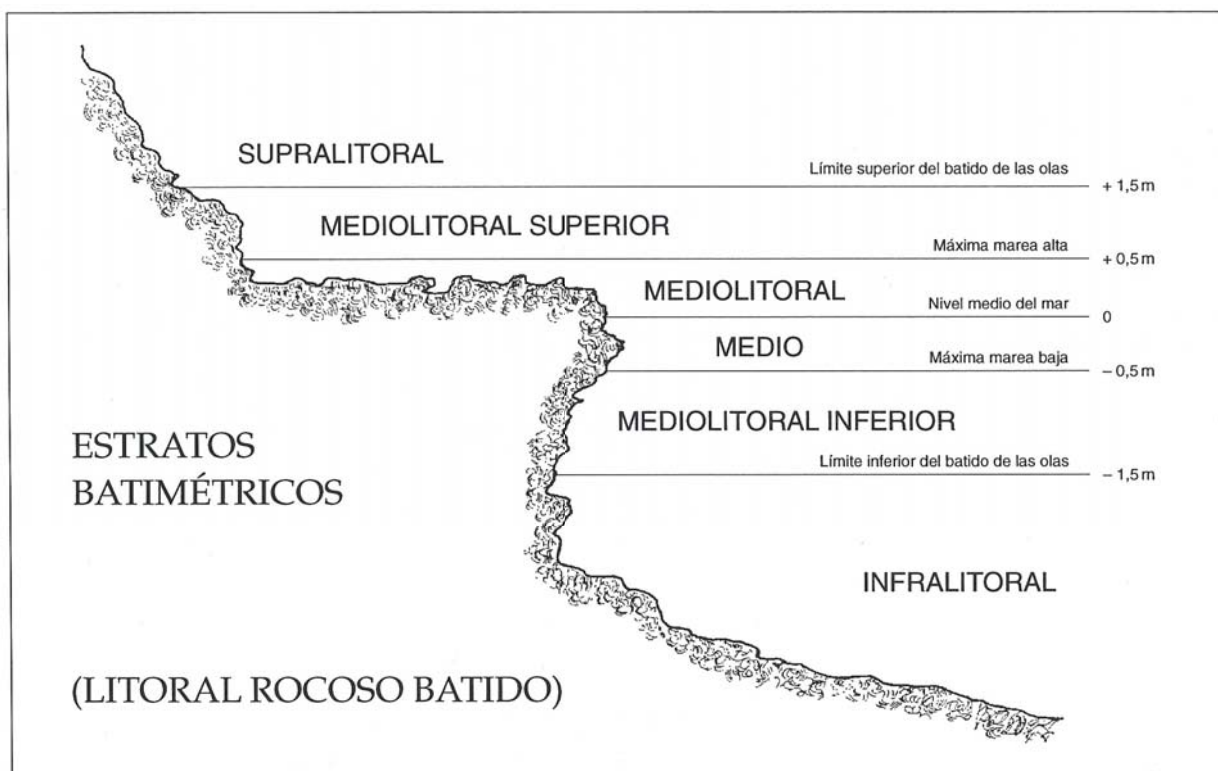 SUPRALITORAL
Límite superior del batido de las olas
+ 1,5 m
MEDIOLITORAL SUPERIOR
Máxima marea alta
+ 0,5 m
MEDIOLITORAL
Nivel medio del mar
0
MEDIO
Máxima marea baja
– 0,5 m
MEDIOLITORAL INFERIOR
Límite inferior del batido de las olas
– 1,5 m
ESTRATOS
BATIMÉTRICOS
INFRALITORAL
(LITORAL ROCOSO BATIDO)